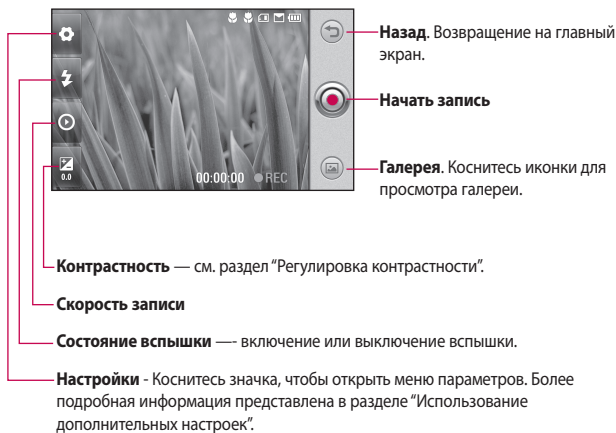 Назад. Возвращение на главный
экран.
Начать запись
0.0
00:00:00 ●REC
Галерея. Коснитесь иконки для
просмотра галереи.
Контрастность — см. раздел "Регулировка контрастности".
Скорость записи
Состояние вспышки —- включение или выключение вспышки.
Настройки - Коснитесь значка, чтобы открыть меню параметров. Более
подробная информация представлена в разделе "Использование
дополнительных настроек".